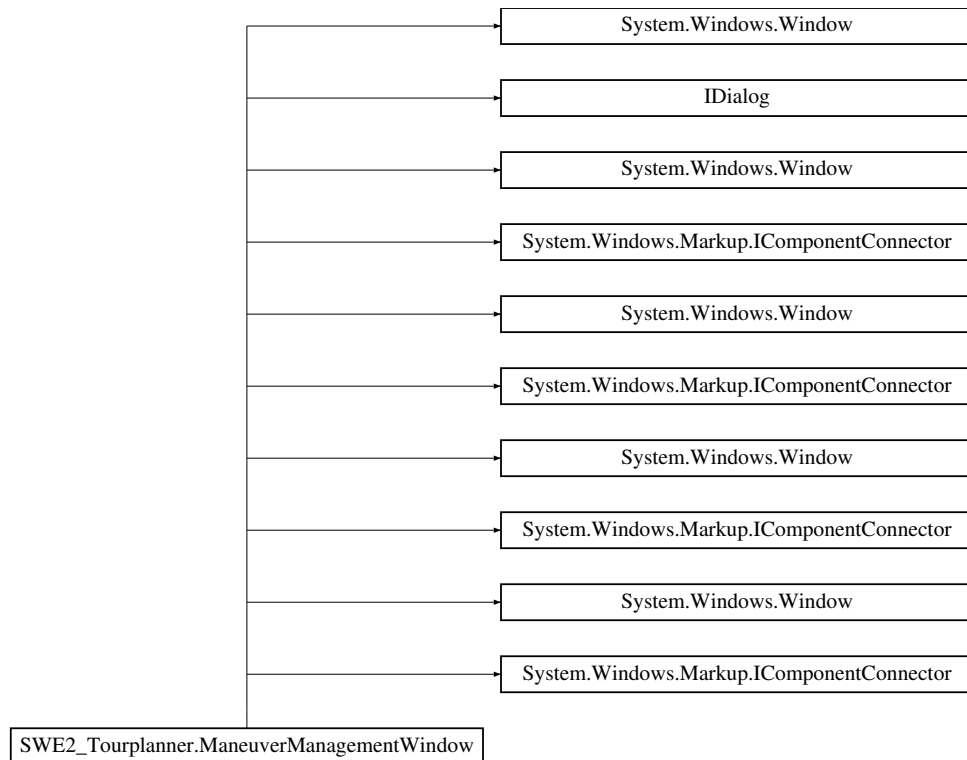 System.Windows.Window
IDialog
System.Windows.Window
System.Windows.Markup.IComponentConnector
System.Windows.Window
System.Windows.Markup.IComponentConnector
System.Windows.Window
System.Windows.Markup.IComponentConnector
System.Windows.Window
System.Windows.Markup.IComponentConnector
SWE2_Tourplanner.ManeuverManagementWindow